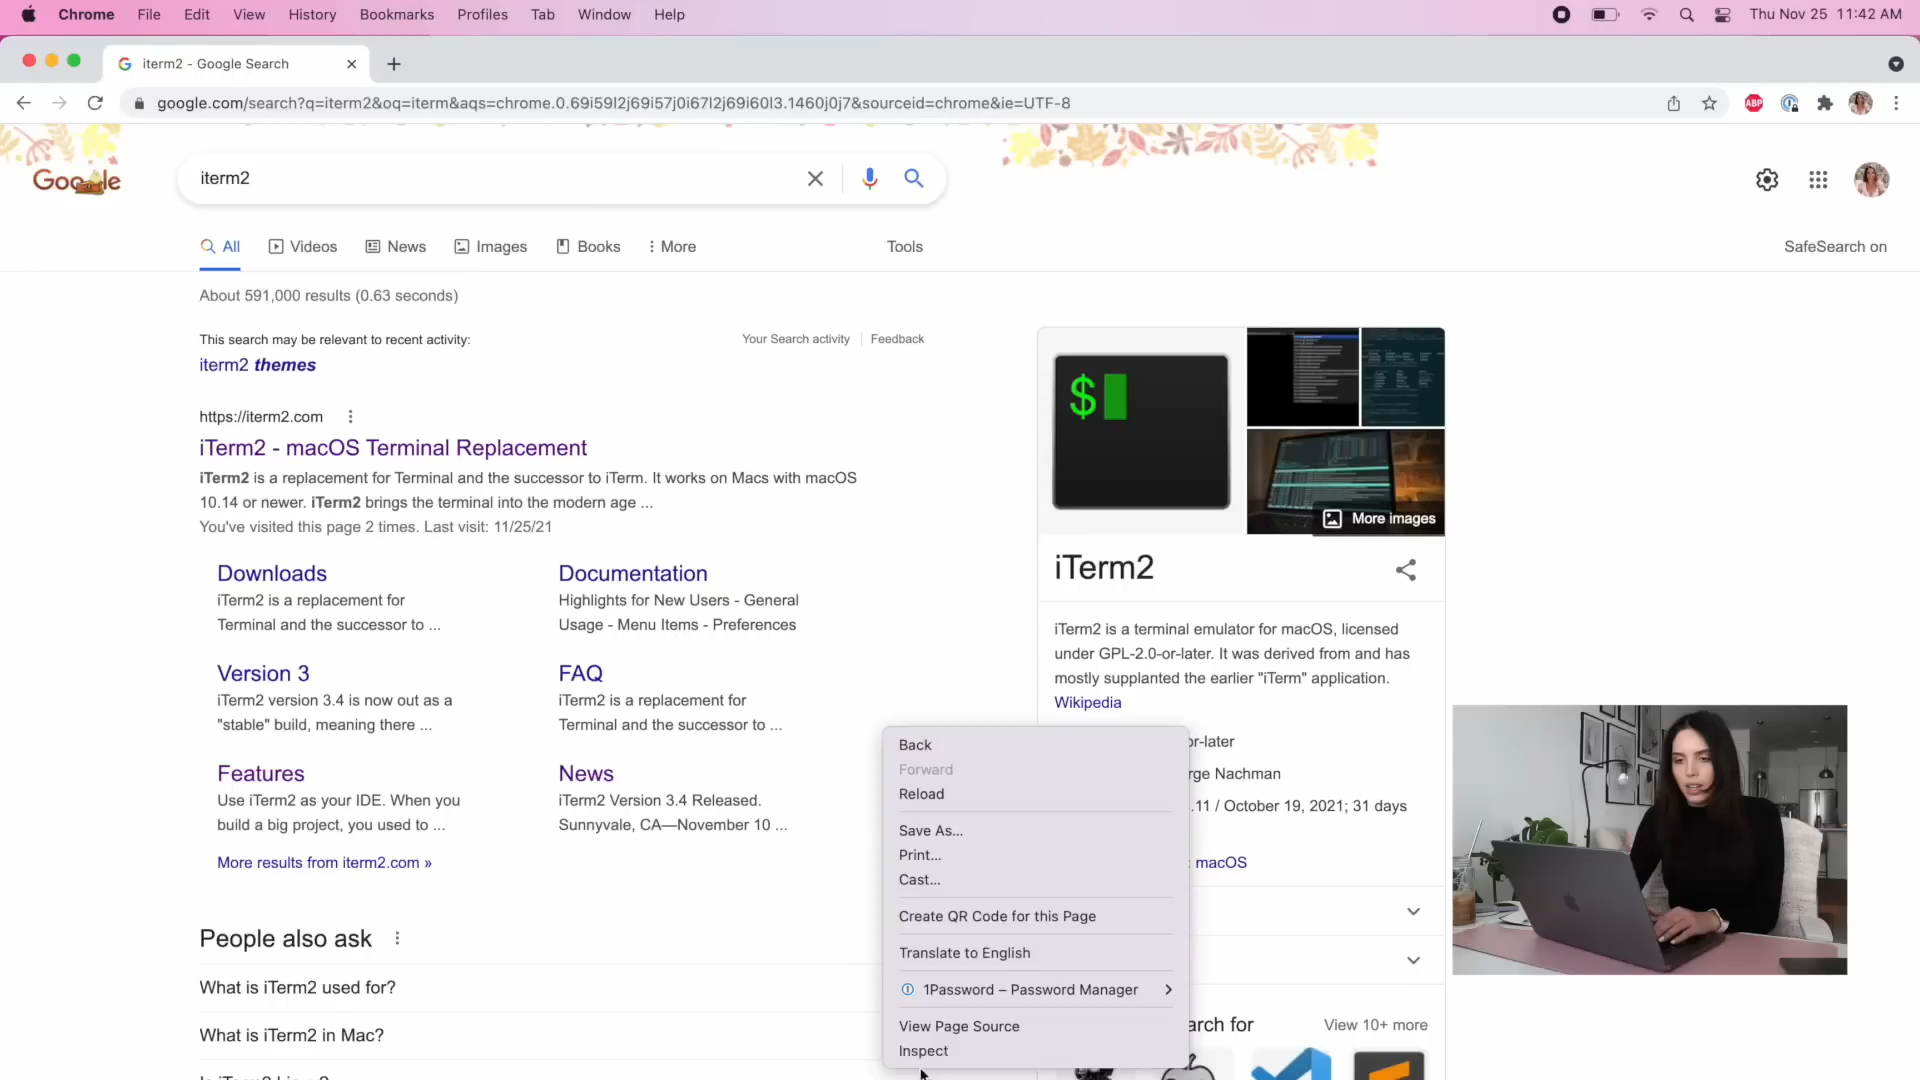 Chrome File Edit View History Bookmarks Profiles Tab Window Help Thu Nov 25 11:42 AM
iterm2 - Google Search
google.com/search?q=iterm2&oq=iterm&aqs=chrome.0.69i59l2j69i57j0i67l2j69i60l3.1460j0j7&sourceid=chrome&ie=UTF-8
ABP
Google
iterm2
All Videos News Images Books More Tools SafeSearch on
About 591,000 results (0.63 seconds)
This search may be relevant to recent activity: Your Search activity Feedback
iterm2 themes
https://iterm2.com
iTerm2 - macOS Terminal Replacement
iTerm2 is a replacement for Terminal and the successor to iTerm. It works on Macs with macOS
10.14 or newer. iTerm2 brings the terminal into the modern age ...
You've visited this page 2 times. Last visit: 11/25/21
Downloads
iTerm2 is a replacement for
Terminal and the successor to ...
Documentation
Highlights for New Users - General
Usage - Menu Items - Preferences
Version 3
iTerm2 version 3.4 is now out as a
"stable" build, meaning there ...
FAQ
iTerm2 is a replacement for
Terminal and the successor to ...
Features
Use iTerm2 as your IDE. When you
build a big project, you used to ...
News
iTerm2 Version 3.4 Released.
Sunnyvale, CA—November 10 ...
More results from iterm2.com »
People also ask
What is iTerm2 used for?
What is iTerm2 in Mac?
$
More images
iTerm2
iTerm2 is a terminal emulator for macOS, licensed
under GPL-2.0-or-later. It was derived from and has
mostly supplanted the earlier "iTerm" application.
Wikipedia
or-later
rge Nachman
.11 / October 19, 2021; 31 days
: macOS
arch for View 10+ more
Back
Forward
Reload
Save As...
Print...
Cast...
Create QR Code for this Page
Translate to English
1Password – Password Manager
View Page Source
Inspect